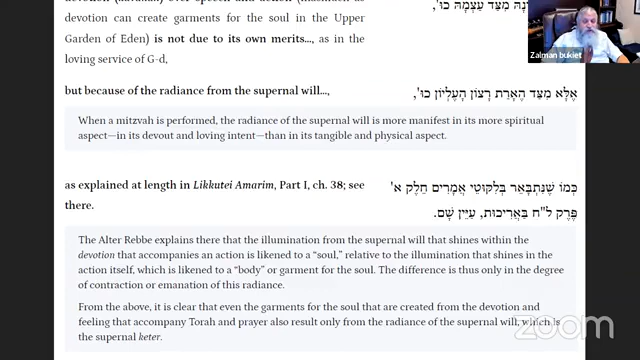 devotion can create garments for the soul in the Upper
Garden of Eden) is not due to its own merits..., as in the
loving service of G-d,
but because of the radiance from the supernal will...,
אֶלָּא מִצַּד הֶאָרַת רָצוֹן הָעֶלְיוֹן כוּ',
When a mitzvah is performed, the radiance of the supernal will is more manifest in its more spiritual
aspect—in its devout and loving intent—than in its tangible and physical aspect.
as explained at length in Likkutei Amarim, Part I, ch. 38; see
there.
כְּמוֹ שֶׁנִּתְבָּאֵר בְּלִקּוּטֵי אֲמָרִים חֵלֶק א'
פֶּרֶק ל"ח בַּאֲרִיכוּת, עַיֵּין שָׁם.
The Alter Rebbe explains there that the illumination from the supernal will that shines within the
devotion that accompanies an action is likened to a “soul,” relative to the illumination that shines in the
action itself, which is likened to a “body” or garment for the soul. The difference is thus only in the degree
of contraction or emanation of this radiance.
From the above, it is clear that even the garments for the soul that are created from the devotion and
feeling that accompany Torah and prayer also result only from the radiance of the supernal will, which is
the supernal keter.
Zalman bukiet
zoom